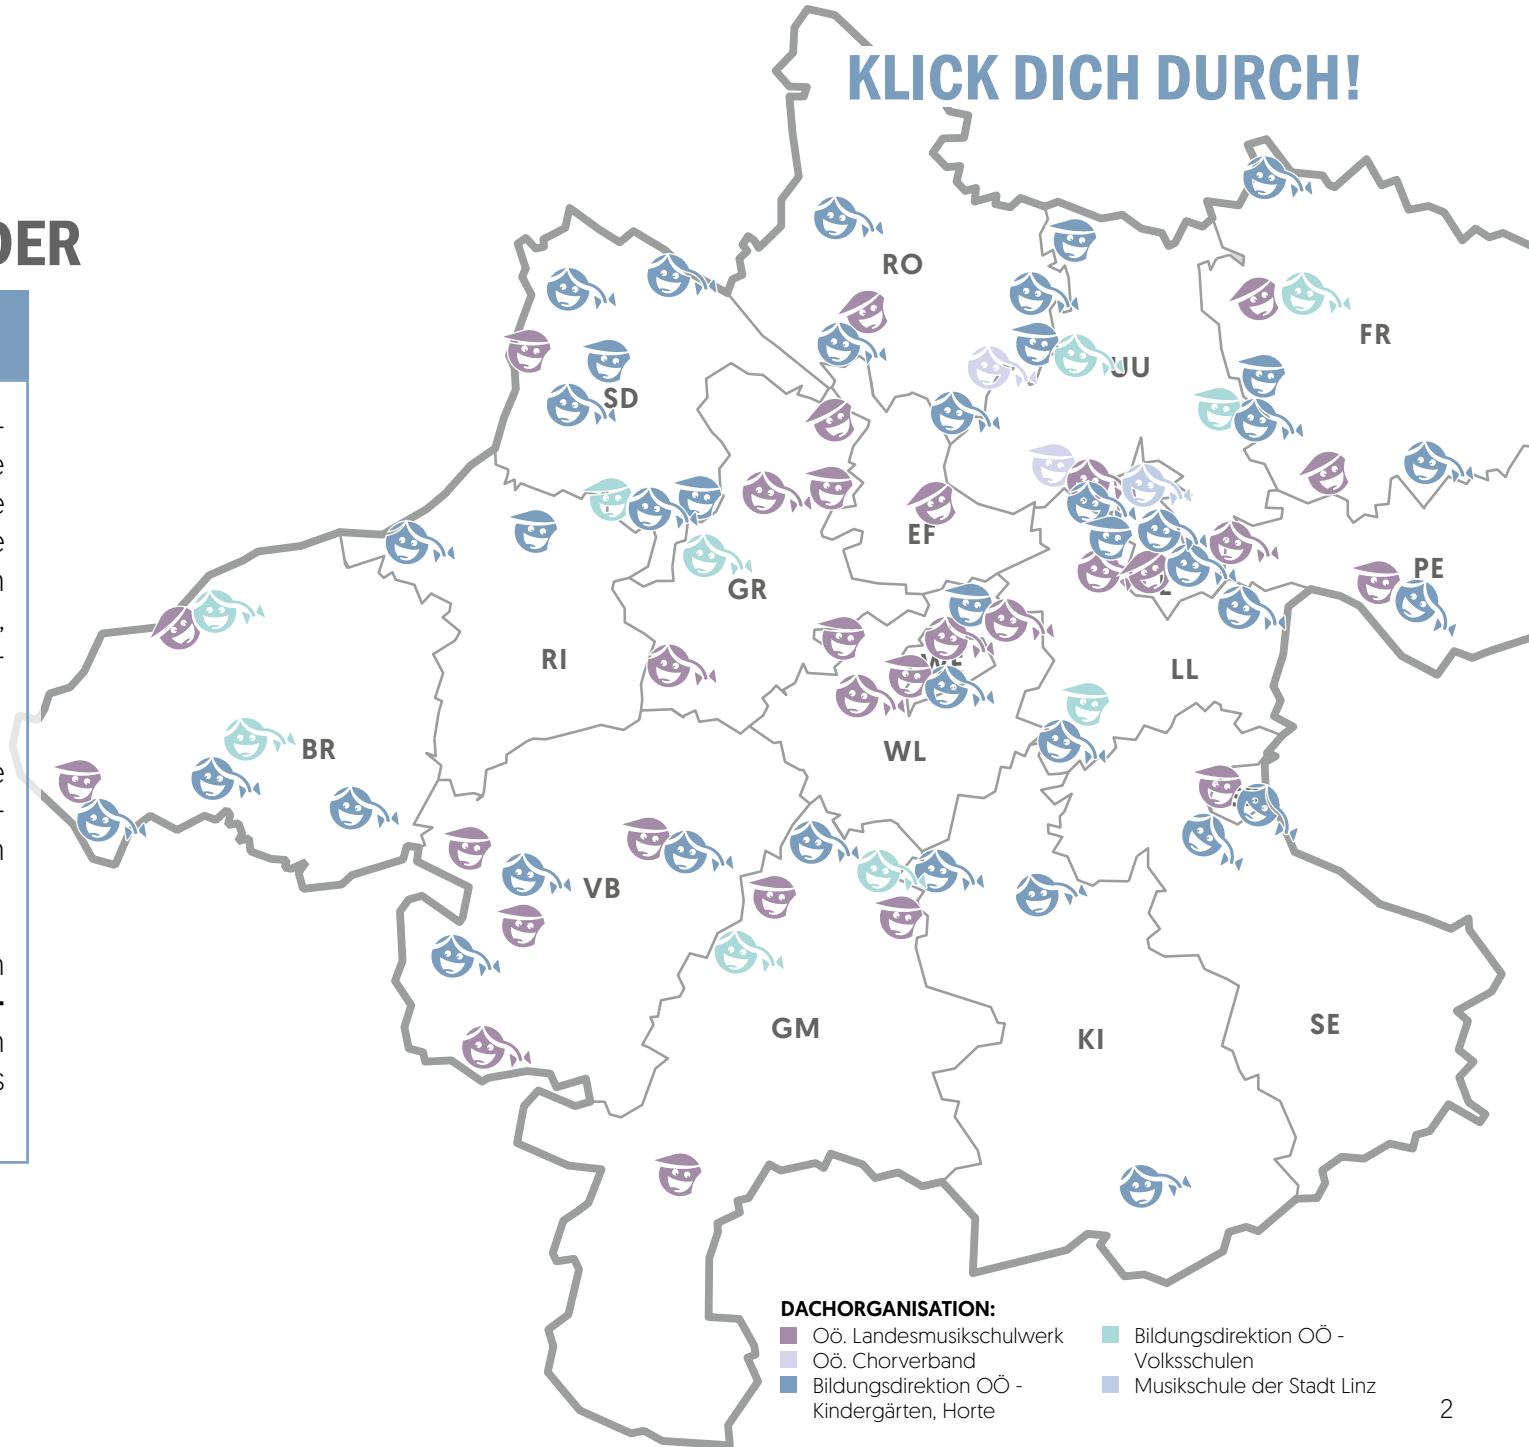 KLICK DICH DURCH!
DER
RO
FR
UU
SD
EF
PE
GR
RI
LL
BR
WL
VB
GM
KI
SE
DACHORGANISATION:
Oö. Landesmusikschulwerk
Oö. Chorverband
Bildungsdirektion OÖ -
Kindergärten, Horte
Bildungsdirektion OÖ -
Volksschulen
Musikschule der Stadt Linz
2